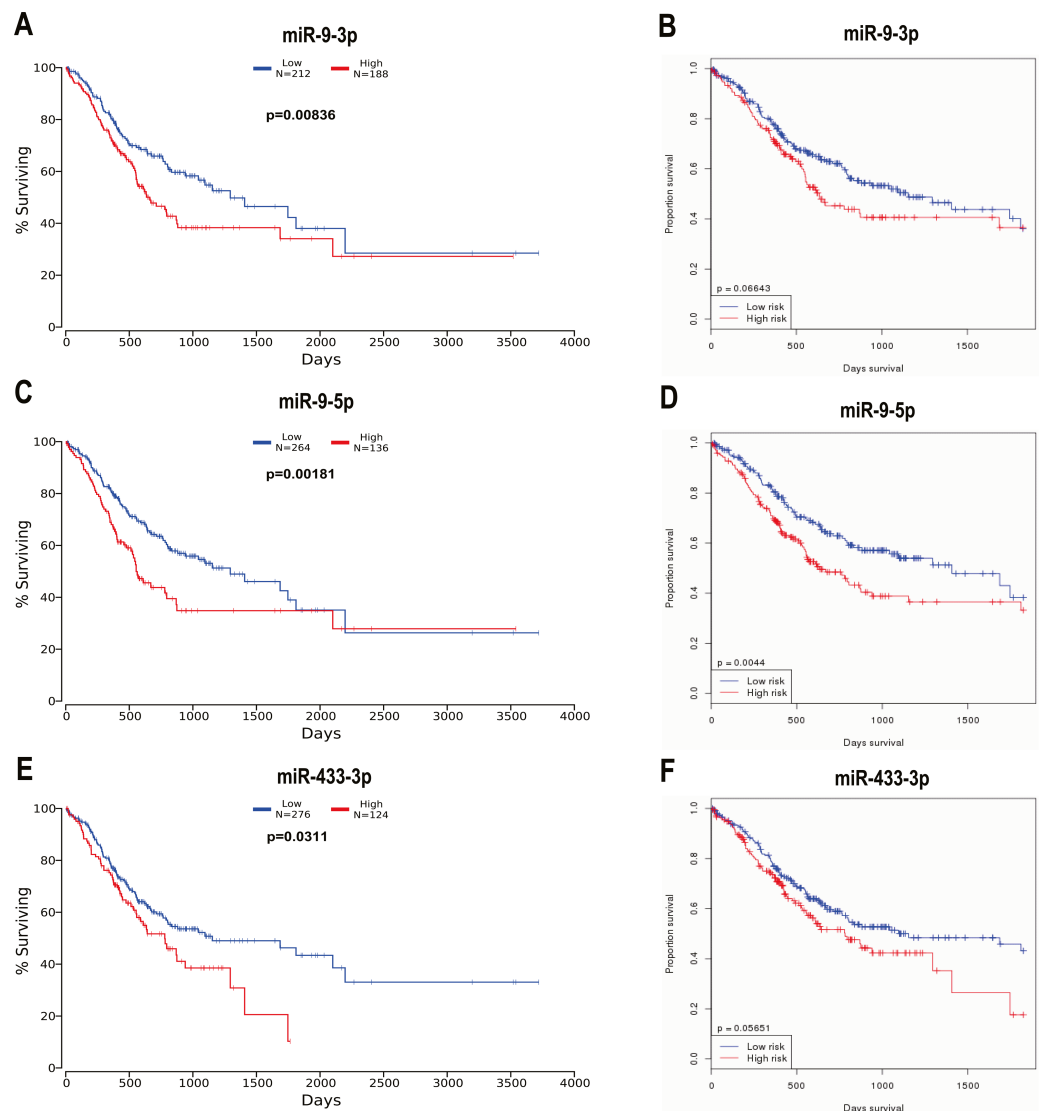 A
miR-9-3p
Low
N=212
High
N=188
p=0.00836
100
80
60
40
20
0
% Surviving
0 500 1000 1500 2000 2500 3000 3500 4000
Days
B
miR-9-3p
1.0
0.8
0.6
0.4
0.2
0.0
Proportion survival
p = 0.06643
Low risk
High risk
0 500 1000 1500
Days survival
C
miR-9-5p
Low
N=264
High
N=136
p=0.00181
100
80
60
40
20
0
% Surviving
0 500 1000 1500 2000 2500 3000 3500 4000
Days
D
miR-9-5p
1.0
0.8
0.6
0.4
0.2
0.0
Proportion survival
p = 0.0044
Low risk
High risk
0 500 1000 1500
Days survival
E
miR-433-3p
Low
N=276
High
N=124
p=0.0311
100
80
60
40
20
0
% Surviving
0 500 1000 1500 2000 2500 3000 3500 4000
Days
F
miR-433-3p
1.0
0.8
0.6
0.4
0.2
0.0
Proportion survival
p = 0.05651
Low risk
High risk
0 500 1000 1500
Days survival